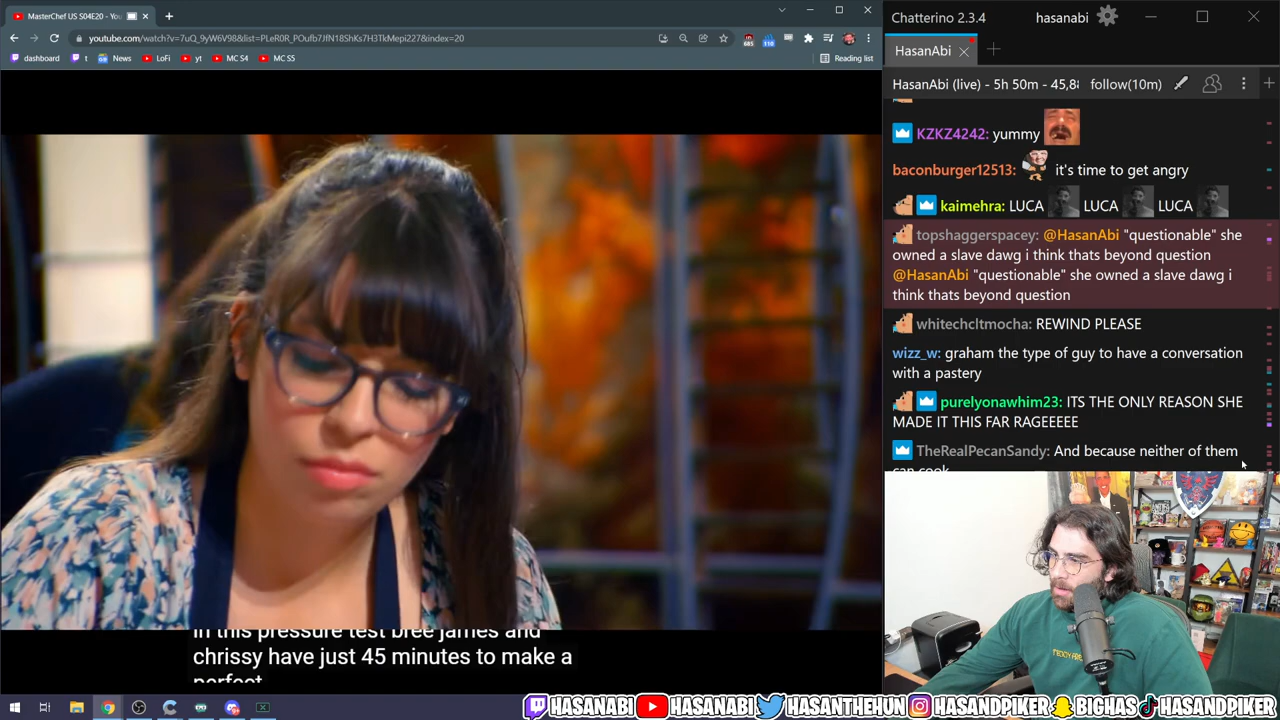 MasterChef US S04E20 - You
youtube.com/watch?v=7uQ_9yW6V98&list=PLeR0R_POufb7JfN18ShKs7H3TkMepi227&index=20
685
110
dashboard
t
News
LoFi
yt
MC S4
MC SS
Reading list
in this pressure test bree james and
chrissy have just 45 minutes to make a
perfect
Chatterino 2.3.4
hasanabi
HasanAbi
HasanAbi (live) - 5h 50m - 45,8
follow(10m)
KZKZ4242: yummy
baconburger12513: it's time to get angry
kaimehra: LUCA LUCA LUCA
topshaggerspacey: @HasanAbi "questionable" she
owned a slave dawg i think thats beyond question
@HasanAbi "questionable" she owned a slave dawg i
think thats beyond question
whitechcltmocha: REWIND PLEASE
wizz_w: graham the type of guy to have a conversation
with a pastery
purelyonawhim23: ITS THE ONLY REASON SHE
MADE IT THIS FAR RAGEEEEE
TheRealPecanSandy: And because neither of them
can cook
HASANABI HASANABI HASANTHEHUN HASANDPIKER BIGHAS HASANDPIKER